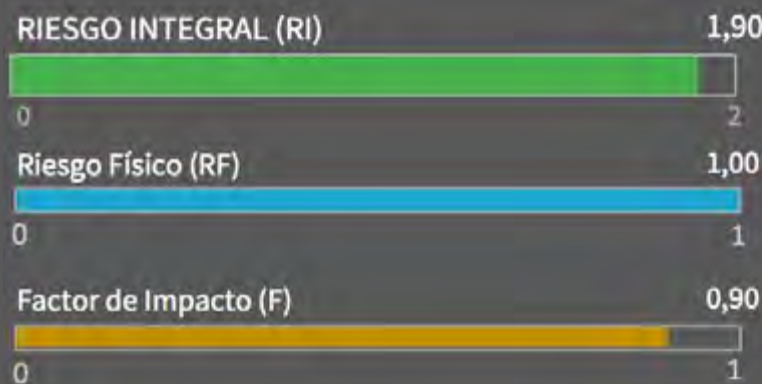 RIESGO INTEGRAL (RI) 1,90
0 2
Riesgo Físico (RF) 1,00
0 1
Factor de Impacto (F) 0,90
0 1